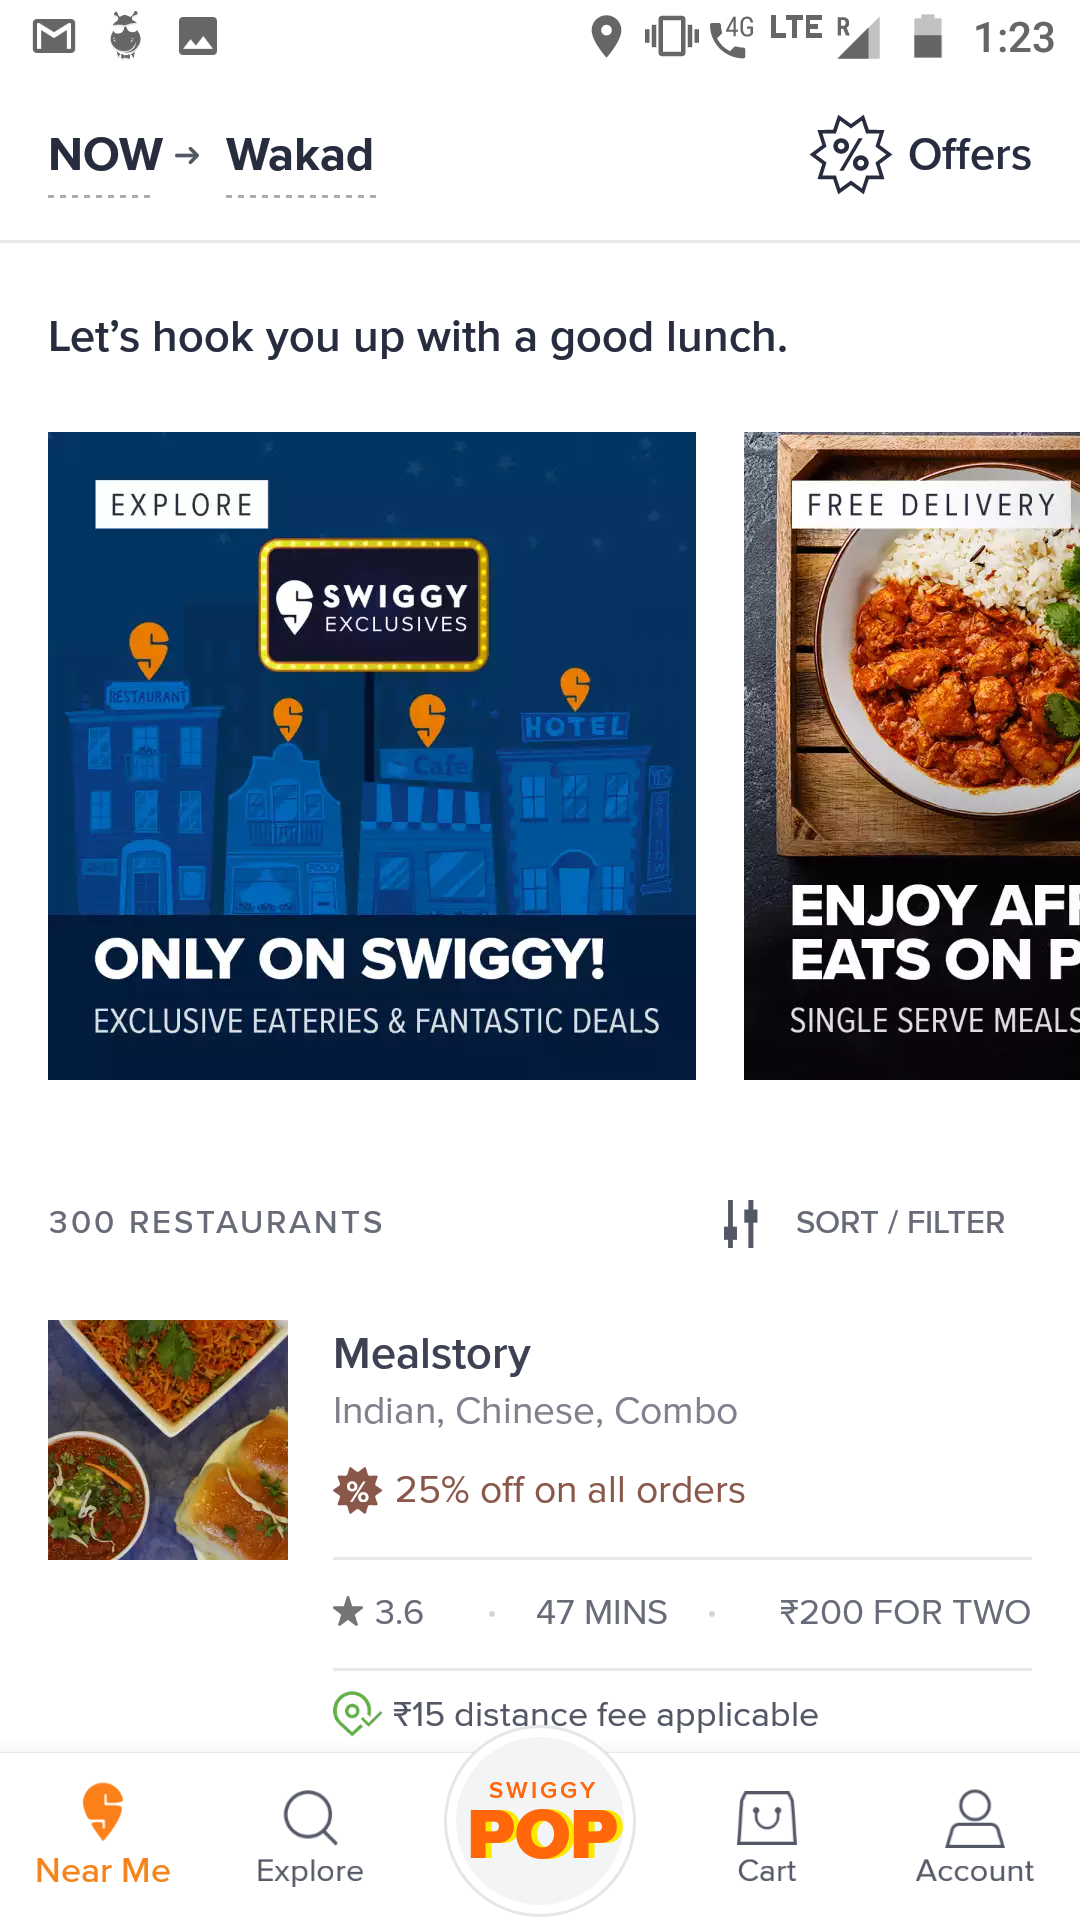 4G LTE R 1:23
NOW → Wakad
Offers
Let's hook you up with a good lunch.
EXPLORE
SWIGGY
EXCLUSIVES
RESTAURANT
HOTEL
Cafe
FOOD
ONLY ON SWIGGY!
EXCLUSIVE EATERIES & FANTASTIC DEALS
FREE DELIVERY
ENJOY AF
EATS ON P
SINGLE SERVE MEALS
300 RESTAURANTS
SORT / FILTER
Mealstory
Indian, Chinese, Combo
% 25% off on all orders
★ 3.6 · 47 MINS · ₹200 FOR TWO
₹15 distance fee applicable
SWIGGY
POP
Near Me
Explore
Cart
Account